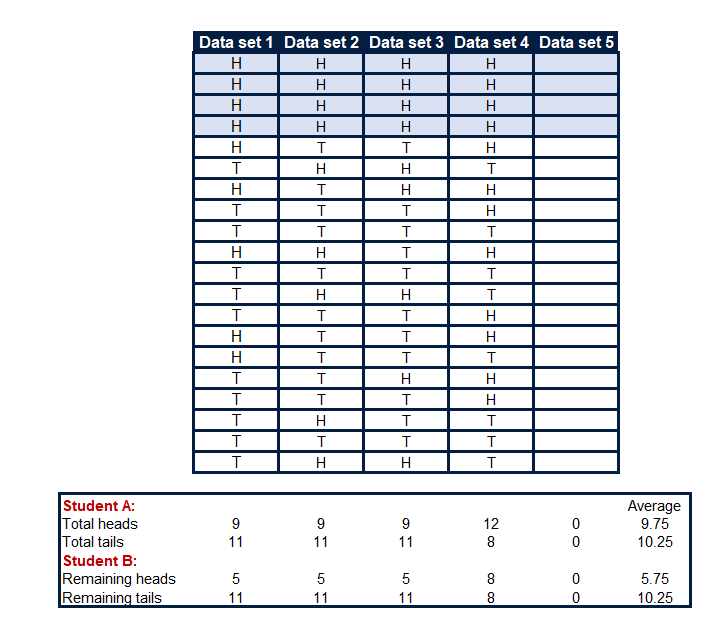 Data set 1 Data set 2 Data set 3 Data set 4 Data set 5
H H H H
H H H H
H H H H
H H H H
H T T H
T H H T
H T H H
T T T H
T T T T
H H T H
T T T T
T H H T
T T T H
H T T H
H T T T
T T H H
T T T H
T H T T
T T T T
T H H T
Student A: Average
Total heads 9 9 9 12 0 9.75
Total tails 11 11 11 8 0 10.25
Student B:
Remaining heads 5 5 5 8 0 5.75
Remaining tails 11 11 11 8 0 10.25